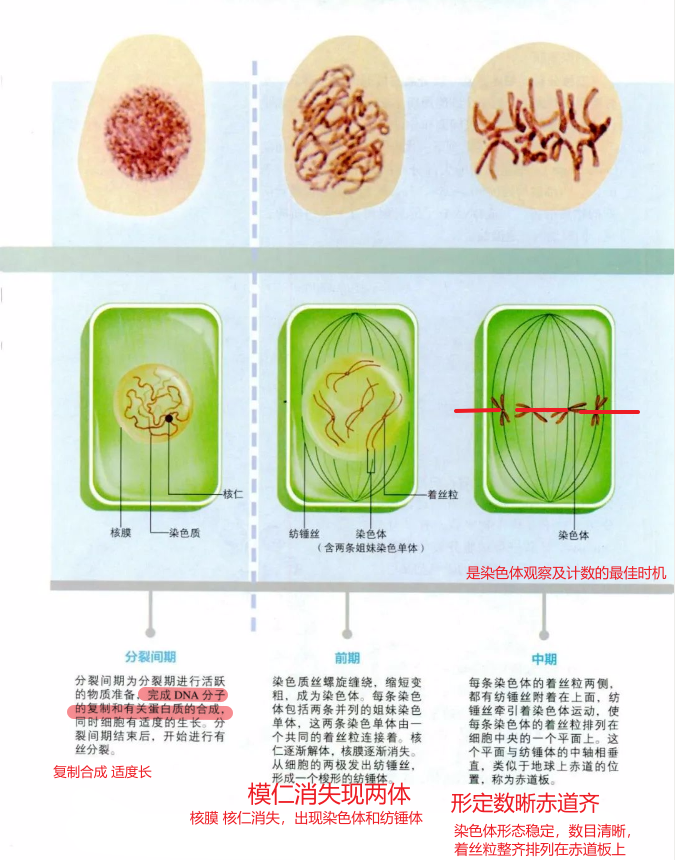 核仁
核膜
染色质
着丝粒
纺锤丝
染色体
(含两条姐妹染色单体)
染色体
是染色体观察及计数的最佳时机
分裂间期
分裂间期为分裂期进行活跃
的物质准备,完成 DNA 分子
的复制和有关蛋白质的合成,
同时细胞有适度的生长。分
裂间期结束后，开始进行有
丝分裂。
复制合成 适度长
前期
染色质丝螺旋缠绕，缩短变
粗，成为染色体。每条染色
体包括两条并列的姐妹染色
单体，这两条染色单体由一
个共同的着丝粒连接着。核
仁逐渐解体，核膜逐渐消失。
从细胞的两极发出纺锤丝，
形成一个梭形的纺锤体。
模仁消失现两体
核膜 核仁消失，出现染色体和纺锤体
中期
每条染色体的着丝粒两侧，
都有纺锤丝附着在上面，纺
锤丝牵引着染色体运动，使
每条染色体的着丝粒排列在
细胞中央的一个平面上。这
个平面与纺锤体的中轴相垂
直，类似于地球上赤道的位
置，称为赤道板。
形定数晰赤道齐
染色体形态稳定，数目清晰，
着丝粒整齐排列在赤道板上